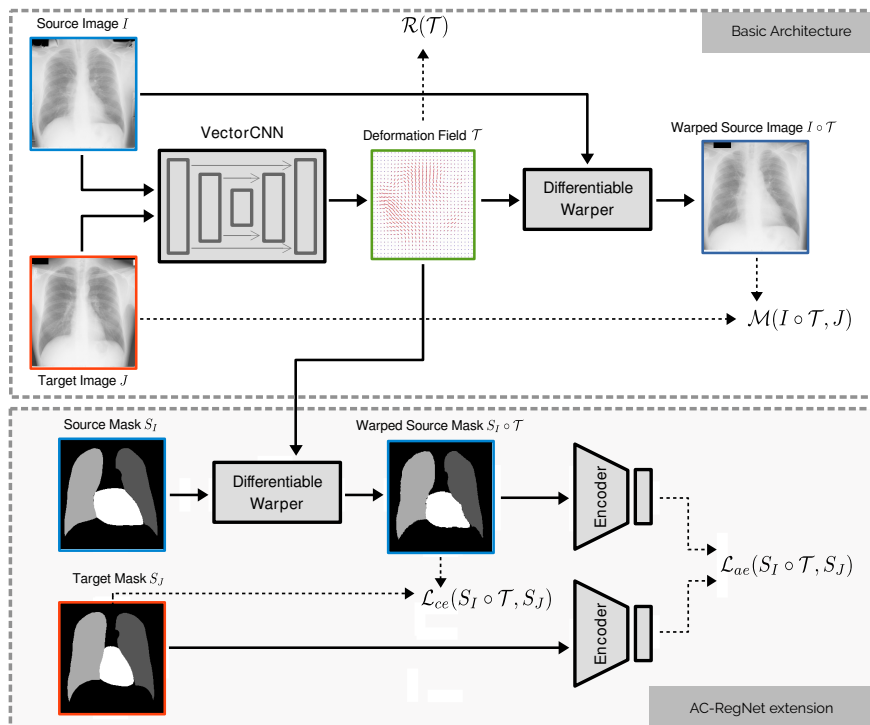 Source Image I
R(T)
Basic Architecture
VectorCNN
Deformation Field T
Warped Source Image I ∘ T
Differentiable
Warper
M(I ∘ T, J)
Target Image J
Source Mask S_I
Warped Source Mask S_I ∘ T
Differentiable
Warper
Encoder
L_ae(S_I ∘ T, S_J)
Target Mask S_J
L_ce(S_I ∘ T, S_J)
Encoder
AC-RegNet extension